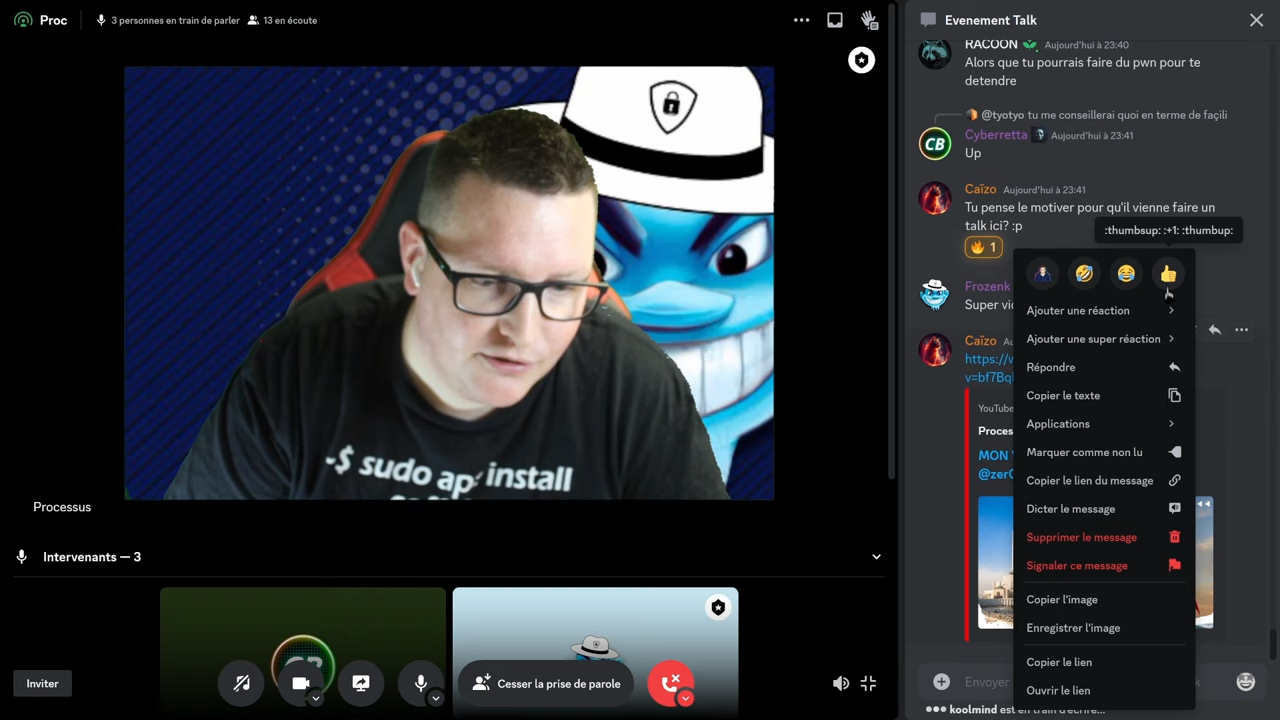 Proc
3 personnes en train de parler
13 en écoute
Evenement Talk
RACOON Aujourd'hui à 23:40
Alors que tu pourrais faire du pwn pour te
detendre
@tyotyo tu me conseillerai quoi en terme de façili
Cyberretta Aujourd'hui à 23:41
Up
Caïzo Aujourd'hui à 23:41
Tu pense le motiver pour qu'il vienne faire un
talk ici? :p
:thumbsup: :+1: :thumbup:
1
Frozenk
Super
Caïzo
https://
v=bf7Bq
YouTube
Proces
MON
Ajouter une réaction
Ajouter une super réaction
Répondre
Copier le texte
Applications
Marquer comme non lu
Copier le lien du message
Dicter le message
Supprimer le message
Signaler ce message
Copier l'image
Enregistrer l'image
Copier le lien
Ouvrir le lien
.$ sudo apt install
Processus
Intervenants — 3
CB
Inviter
Cesser la prise de parole
Envoyer
koolmind est en train d'écrire...